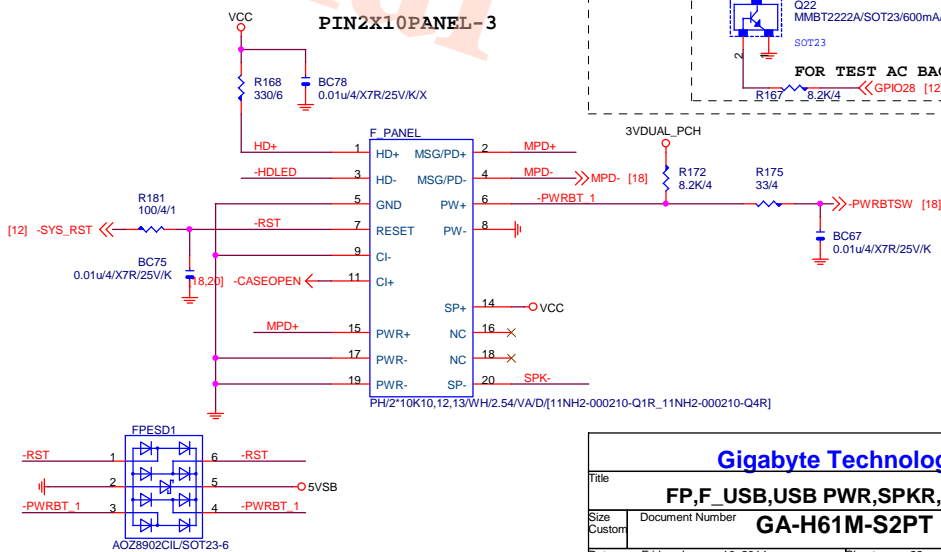 VCC
PIN2X10PANEL-3
Q22
MMBT2222A/SOT23/600mA
SOT23
2
FOR TEST AC BAC
R167
8.2K/4
GPIO28 [12
R168
330/6
BC78
0.01u/4/X7R/25V/K/X
F_PANEL
3VDUAL_PCH
HD+
1
HD+
MSG/PD+
2
MPD+
-HDLED
3
HD-
MSG/PD-
4
MPD-
MPD- [18]
R172
8.2K/4
R175
33/4
5
GND
PW+
6
-PWRBT_1
-PWRBTSW [18]
R181
100/4/1
[12] -SYS_RST
-RST
7
RESET
PW-
8
BC67
0.01u/4/X7R/25V/K
9
CI-
BC75
0.01u/4/X7R/25V/K
[18,20] -CASEOPEN
11
CI+
SP+
14
VCC
MPD+
15
PWR+
NC
16
17
PWR-
NC
18
19
PWR-
SP-
20
SPK-
PH/2*10K10,12,13/WH/2.54/VA/D/[11NH2-000210-Q1R_11NH2-000210-Q4R]
FPESD1
-RST
1
6
-RST
2
5
5VSB
-PWRBT_1
3
4
-PWRBT_1
AOZ8902CIL/SOT23-6
Gigabyte Technolog
Title
FP,F_USB,USB PWR,SPKR,
Size
Custom
Document Number
GA-H61M-S2PT